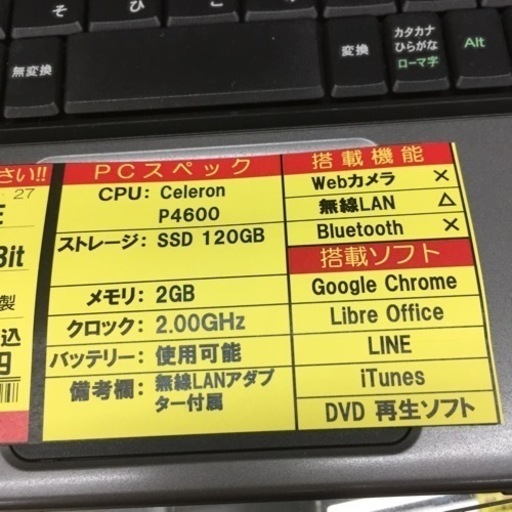 そ
こ
め
無変換
変換
カタカナ
ひらがな
ローマ字
Alt
さい!!
27
E
Bit
製
込
9
PCスペック
CPU: Celeron
P4600
ストレージ: SSD 120GB
メモリ: 2GB
クロック: 2.00GHz
バッテリー: 使用可能
備考欄: 無線LANアダプ
ター付属
搭載機能
Webカメラ ×
無線LAN △
Bluetooth ×
搭載ソフト
Google Chrome
Libre Office
LINE
iTunes
DVD 再生ソフト